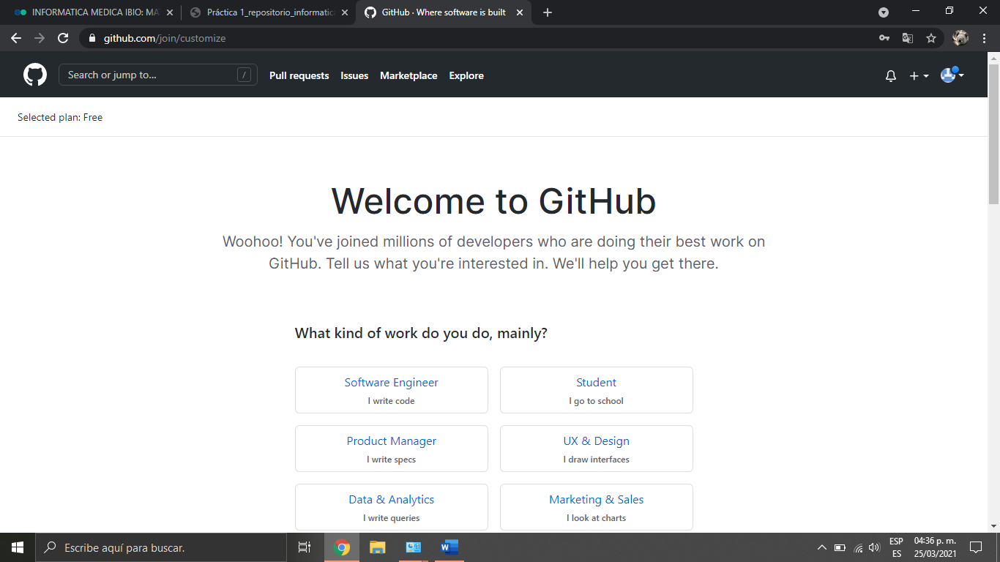 INFORMATICA MEDICA IBIO: MA
Práctica 1_repositorio_informatic
GitHub · Where software is built
github.com/join/customize
Search or jump to...
/
Pull requests
Issues
Marketplace
Explore
Selected plan: Free
Welcome to GitHub
Woohoo! You've joined millions of developers who are doing their best work on
GitHub. Tell us what you're interested in. We'll help you get there.
What kind of work do you do, mainly?
Software Engineer
I write code
Student
I go to school
Product Manager
I write specs
UX & Design
I draw interfaces
Data & Analytics
I write queries
Marketing & Sales
I look at charts
Escribe aquí para buscar.
ESP
ES
04:36 p. m.
25/03/2021